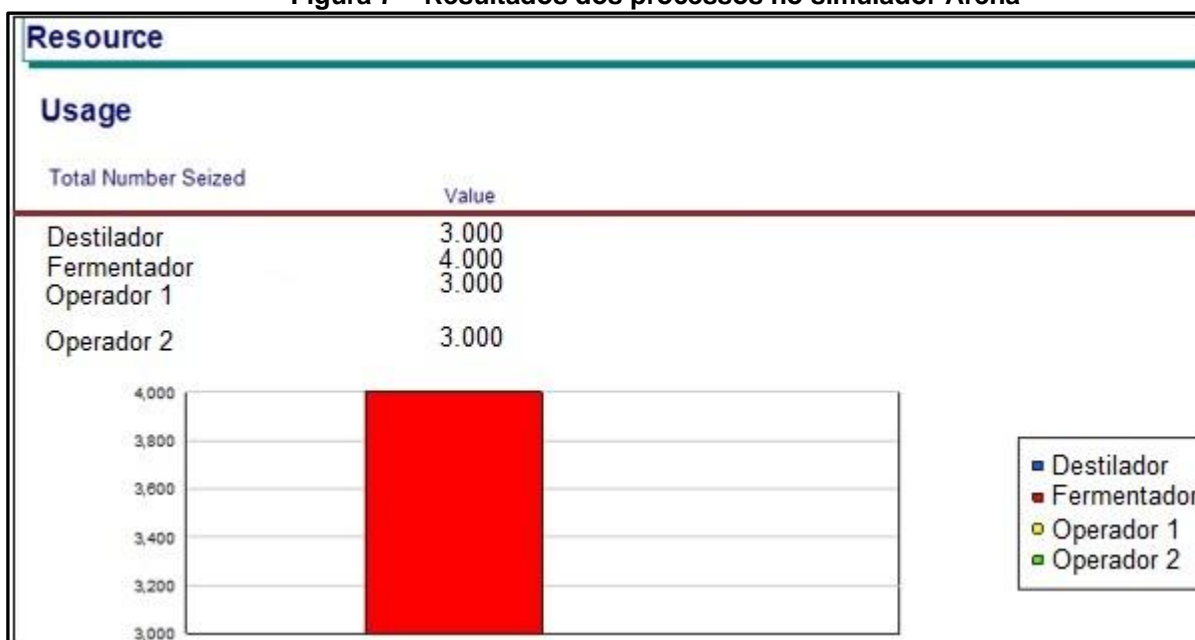 Figura 7 – Resultados dos processos no simulador Arena
Resource
Usage
Total Number Seized Value
Destilador 3.000
Fermentador 4.000
Operador 1 3.000
Operador 2 3.000
4,000
3,800
3,600
3,400
3,200
3,000
Destilador
Fermentador
Operador 1
Operador 2